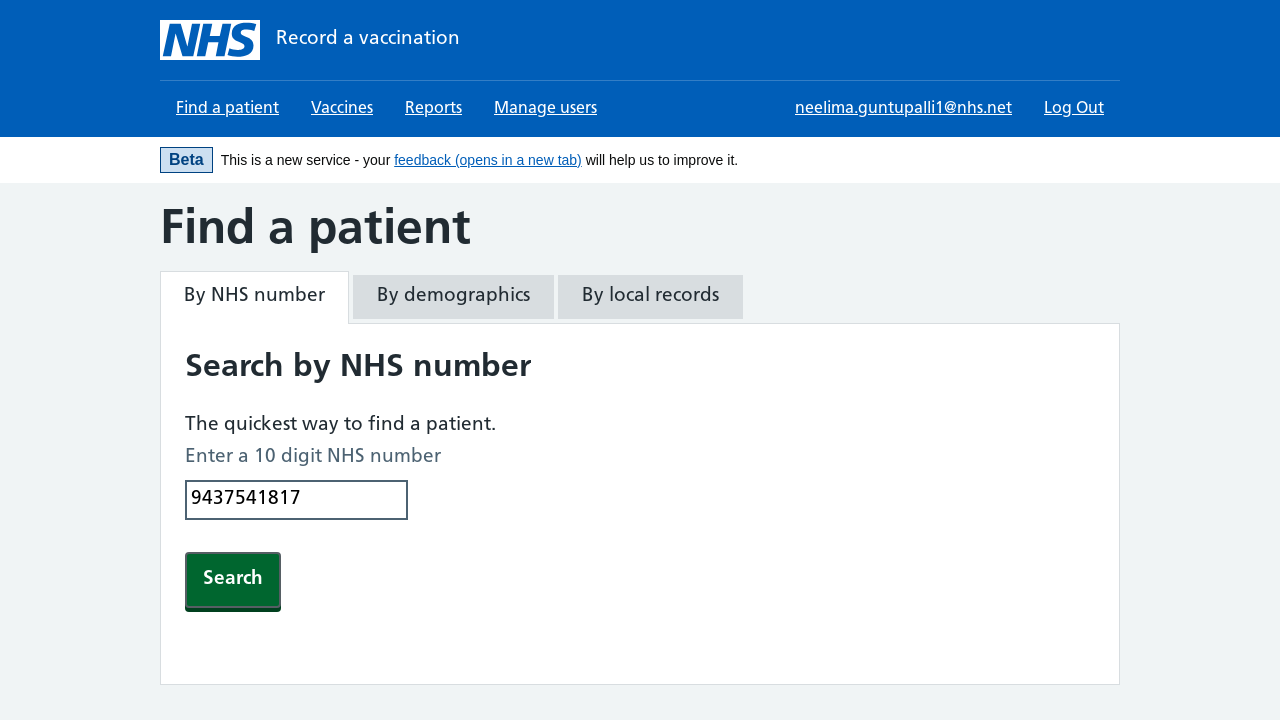 NHS Record a vaccination
Find a patient Vaccines Reports Manage users neelima.guntupalli1@nhs.net Log Out
Beta This is a new service - your feedback (opens in a new tab) will help us to improve it.
Find a patient
By NHS number By demographics By local records
Search by NHS number
The quickest way to find a patient.
Enter a 10 digit NHS number
9437541817
Search